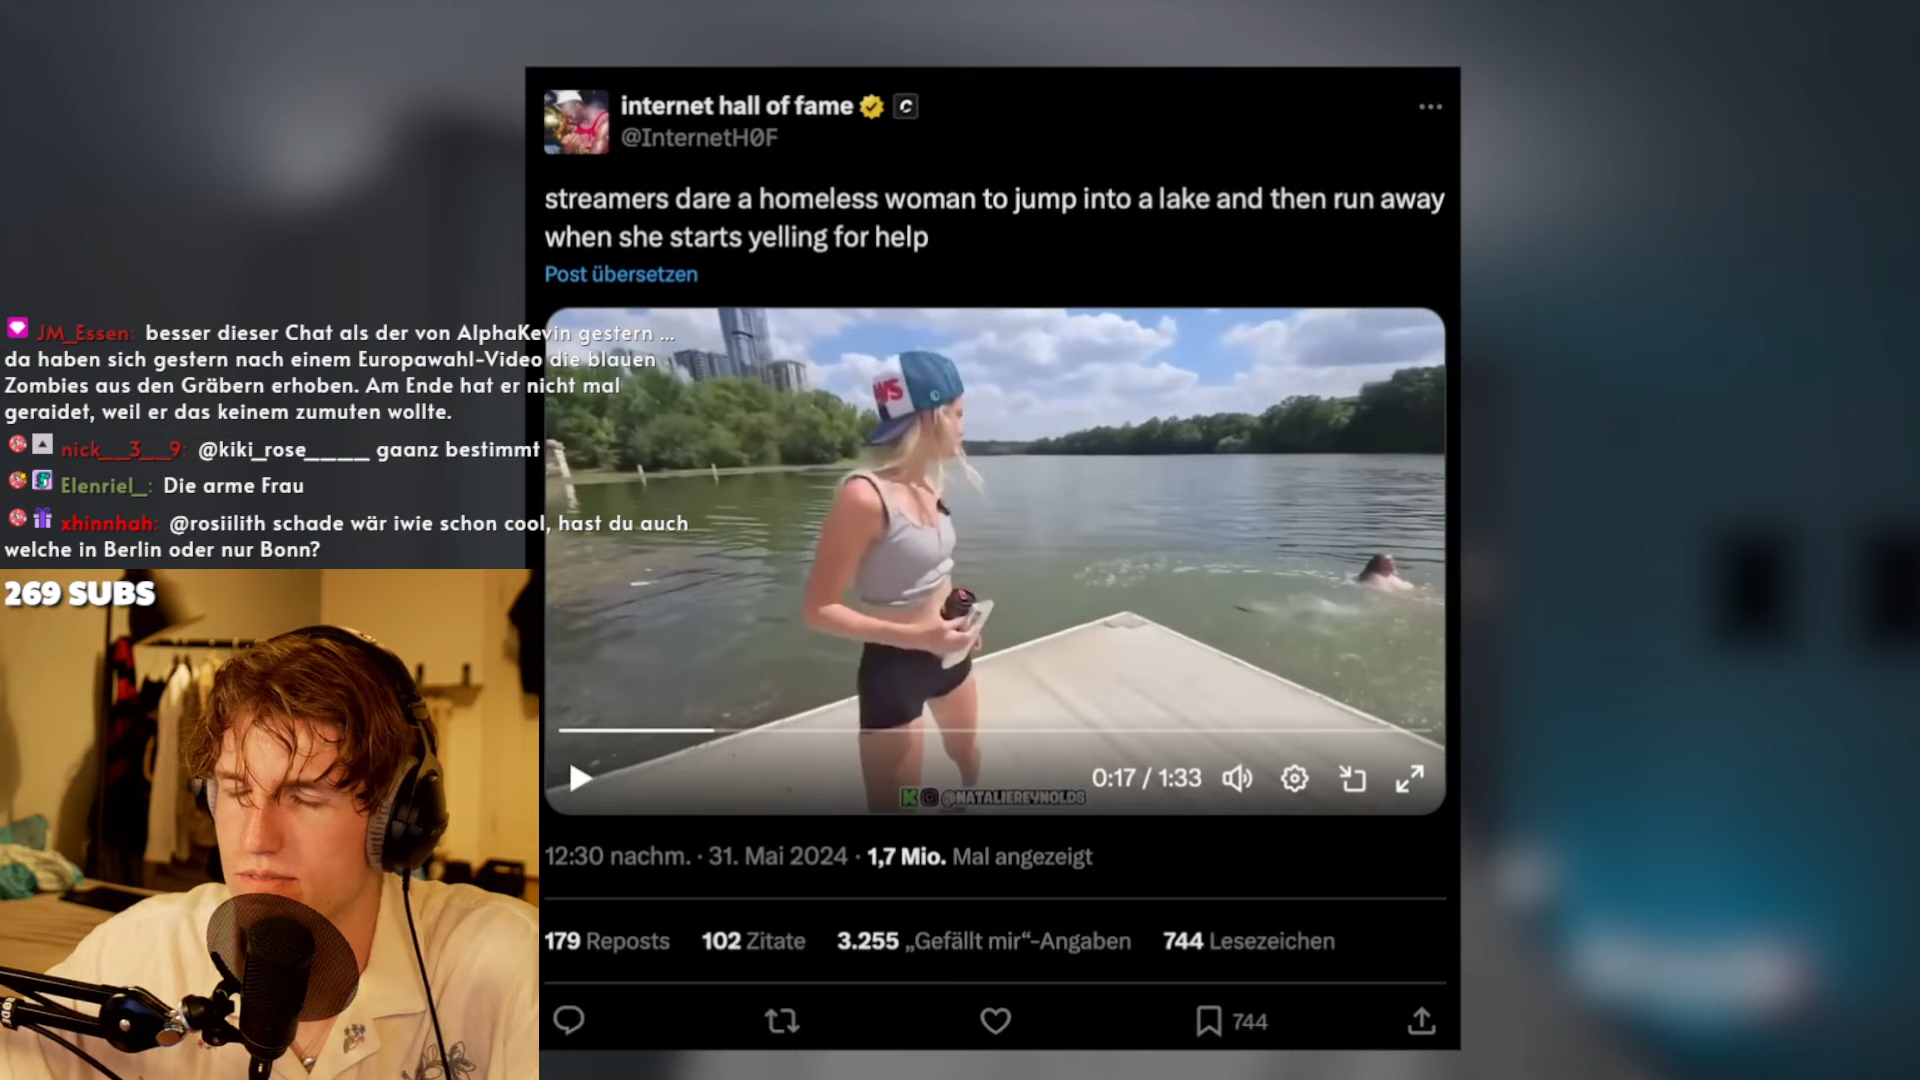 internet hall of fame
@InternetH0F
streamers dare a homeless woman to jump into a lake and then run away
when she starts yelling for help
Post übersetzen
JM_Essen: besser dieser Chat als der von AlphaKevin gestern ...
da haben sich gestern nach einem Europawahl-Video die blauen
Zombies aus den Gräbern erhoben. Am Ende hat er nicht mal
geraidet, weil er das keinem zumuten wollte.
nick__3__9: @kiki_rose____ gaanz bestimmt
Elenriel_: Die arme Frau
xhinnhah: @rosiilith schade wär iwie schon cool, hast du auch
welche in Berlin oder nur Bonn?
269 SUBS
0:17 / 1:33
K @NATALIEREYNOLDS
12:30 nachm. · 31. Mai 2024 · 1,7 Mio. Mal angezeigt
179 Reposts 102 Zitate 3.255 „Gefällt mir“-Angaben 744 Lesezeichen
744